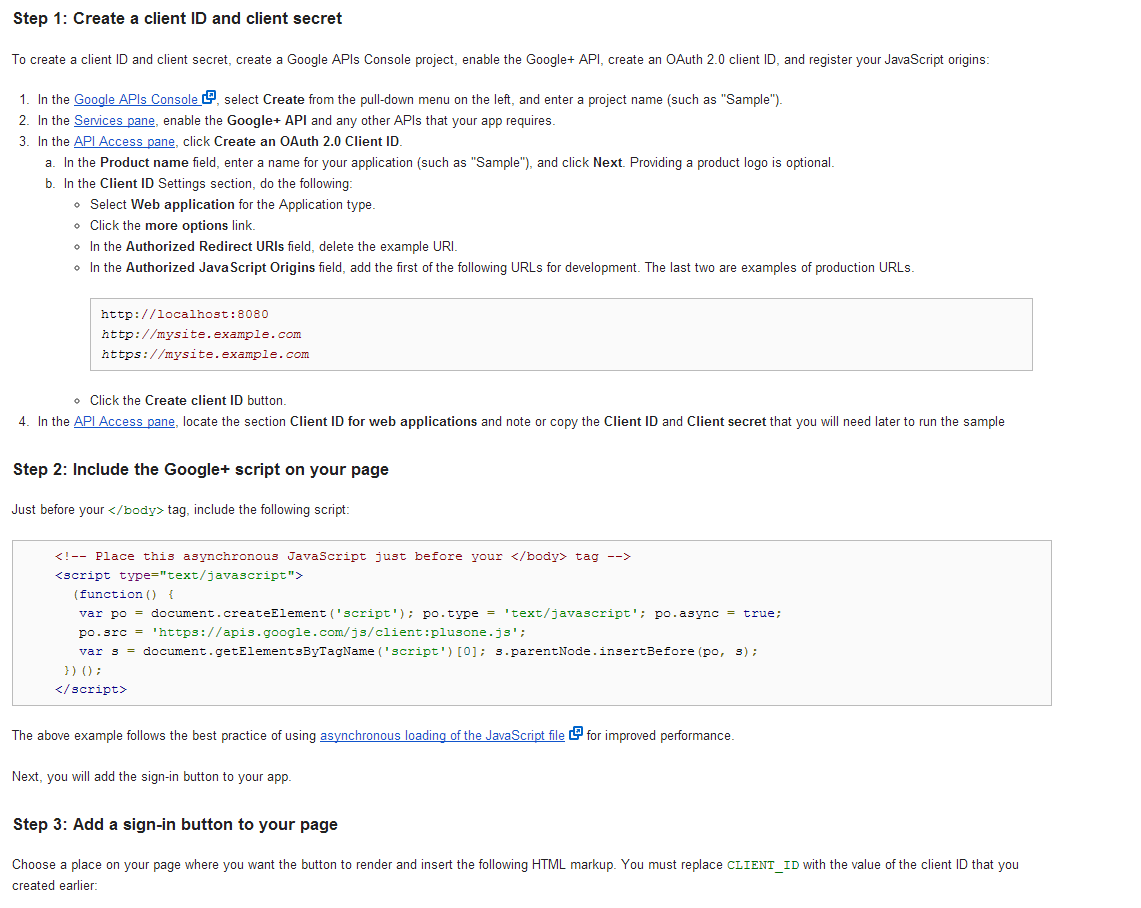 Step 1: Create a client ID and client secret
To create a client ID and client secret, create a Google APIs Console project, enable the Google+ API, create an OAuth 2.0 client ID, and register your JavaScript origins:
1. In the Google APIs Console, select Create from the pull-down menu on the left, and enter a project name (such as "Sample").
2. In the Services pane, enable the Google+ API and any other APIs that your app requires.
3. In the API Access pane, click Create an OAuth 2.0 Client ID.
a. In the Product name field, enter a name for your application (such as "Sample"), and click Next. Providing a product logo is optional.
b. In the Client ID Settings section, do the following:
Select Web application for the Application type.
Click the more options link.
In the Authorized Redirect URIs field, delete the example URI.
In the Authorized JavaScript Origins field, add the first of the following URLs for development. The last two are examples of production URLs.
http://localhost:8080
http://mysite.example.com
https://mysite.example.com
Click the Create client ID button.
4. In the API Access pane, locate the section Client ID for web applications and note or copy the Client ID and Client secret that you will need later to run the sample
Step 2: Include the Google+ script on your page
Just before your </body> tag, include the following script:
<!-- Place this asynchronous JavaScript just before your </body> tag -->
<script type="text/javascript">
(function() {
var po = document.createElement('script'); po.type = 'text/javascript'; po.async = true;
po.src = 'https://apis.google.com/js/client:plusone.js';
var s = document.getElementsByTagName('script')[0]; s.parentNode.insertBefore(po, s);
})();
</script>
The above example follows the best practice of using asynchronous loading of the JavaScript file for improved performance.
Next, you will add the sign-in button to your app.
Step 3: Add a sign-in button to your page
Choose a place on your page where you want the button to render and insert the following HTML markup. You must replace CLIENT_ID with the value of the client ID that you
created earlier: